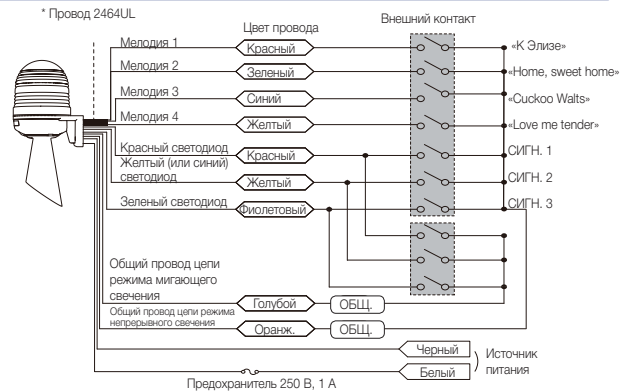 * Провод 2464UL
Цвет провода
Внешний контакт
Мелодия 1
Красный
«К Элизе»
Мелодия 2
Зеленый
«Home, sweet home»
Мелодия 3
Синий
«Cuckoo Walts»
Мелодия 4
Желтый
«Love me tender»
Красный светодиод
Красный
СИГН. 1
Желтый (или синий)
светодиод
Желтый
СИГН. 2
Зеленый светодиод
Фиолетовый
СИГН. 3
Общий провод цепи
режима мигающего
свечения
Голубой
ОБЩ.
Общий провод цепи режима
непрерывного свечения
Оранж.
ОБЩ.
Черный
Белый
Источник
питания
Предохранитель 250 В, 1 А